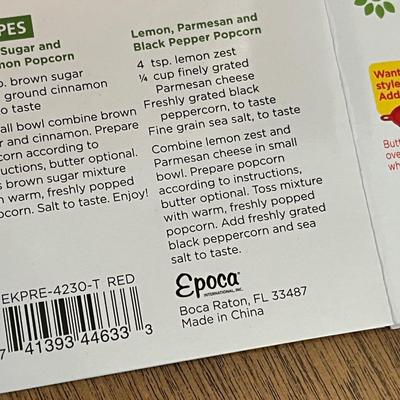 PES
Sugar and
mon Popcorn
brown sugar
ground cinnamon
to taste
all bowl combine brown
and cinnamon. Prepare
corn according to
uctions, butter optional.
s brown sugar mixture
warm, freshly popped
pcorn. Salt to taste. Enjoy!
Lemon, Parmesan and
Black Pepper Popcorn
4 tsp. lemon zest
¼ cup finely grated
Parmesan cheese
Freshly grated black
peppercorn, to taste
Fine grain sea salt, to taste
Combine lemon zest and
Parmesan cheese in small
bowl. Prepare popcorn
according to instructions,
butter optional. Toss mixture
with warm, freshly popped
popcorn. Add freshly grated
black peppercorn and sea
salt to taste.
EKPRE-4230-T RED
7 41393 44633 3
Epoca
INTERNATIONAL, INC.
Boca Raton, FL 33487
Made in China
Want
style
Add
Butt
ove
wh